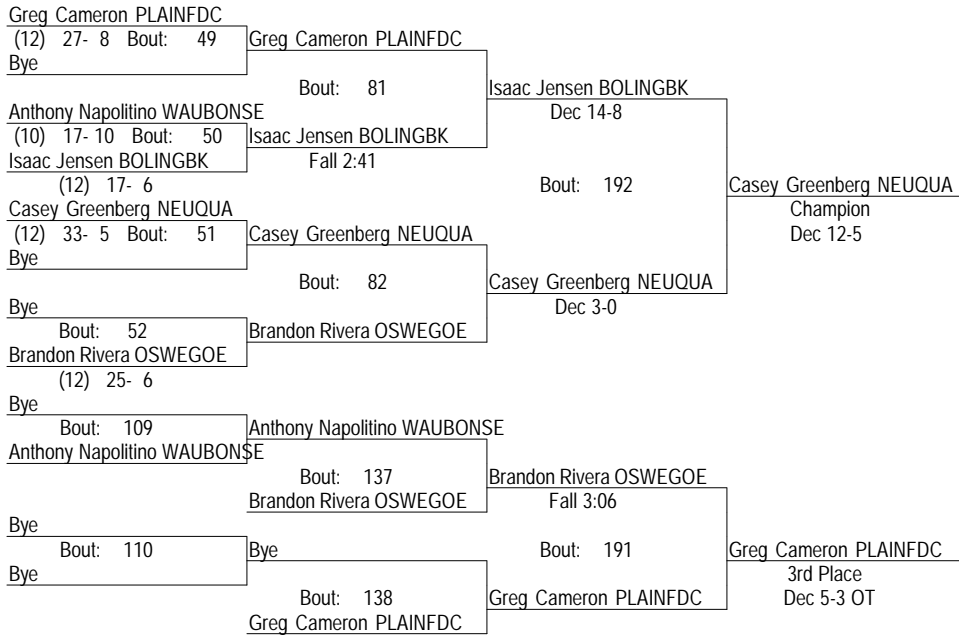 Greg Cameron PLAINFDC
(12) 27- 8 Bout: 49 Greg Cameron PLAINFDC
Bye
Bout: 81 Isaac Jensen BOLINGBK
Anthony Napolitino WAUBONSE Dec 14-8
(10) 17- 10 Bout: 50 Isaac Jensen BOLINGBK
Isaac Jensen BOLINGBK Fall 2:41
(12) 17- 6 Bout: 192 Casey Greenberg NEUQUA
Casey Greenberg NEUQUA Champion
(12) 33- 5 Bout: 51 Casey Greenberg NEUQUA Dec 12-5
Bye
Bout: 82 Casey Greenberg NEUQUA
Bye Dec 3-0
Bout: 52 Brandon Rivera OSWEGOE
Brandon Rivera OSWEGOE
(12) 25- 6
Bye
Bout: 109 Anthony Napolitino WAUBONSE
Anthony Napolitino WAUBONSE
Bout: 137 Brandon Rivera OSWEGOE
Brandon Rivera OSWEGOE Fall 3:06
Bye
Bout: 110 Bye Bout: 191 Greg Cameron PLAINFDC
Bye 3rd Place
Bout: 138 Greg Cameron PLAINFDC Dec 5-3 OT
Greg Cameron PLAINFDC